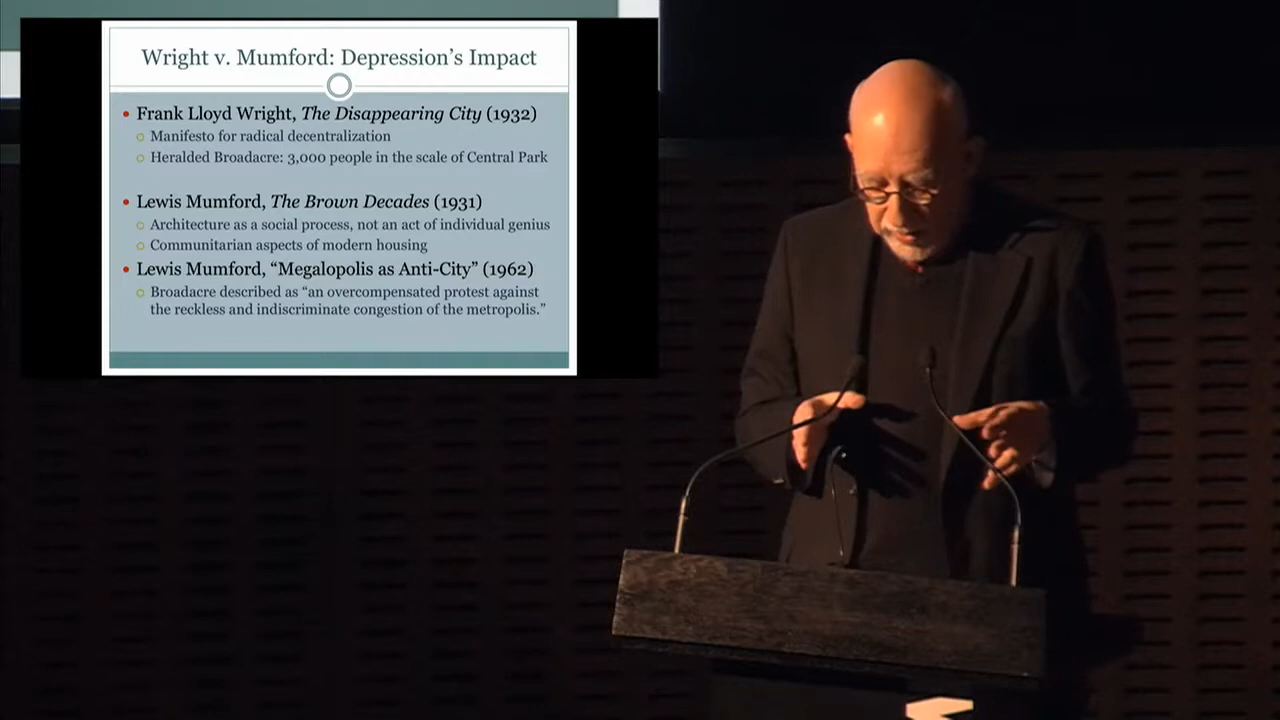 Wright v. Mumford: Depression’s Impact
Frank Lloyd Wright, The Disappearing City (1932)
Manifesto for radical decentralization
Heralded Broadacre: 3,000 people in the scale of Central Park
Lewis Mumford, The Brown Decades (1931)
Architecture as a social process, not an act of individual genius
Communitarian aspects of modern housing
Lewis Mumford, “Megalopolis as Anti-City” (1962)
Broadacre described as “an overcompensated protest against
the reckless and indiscriminate congestion of the metropolis.”